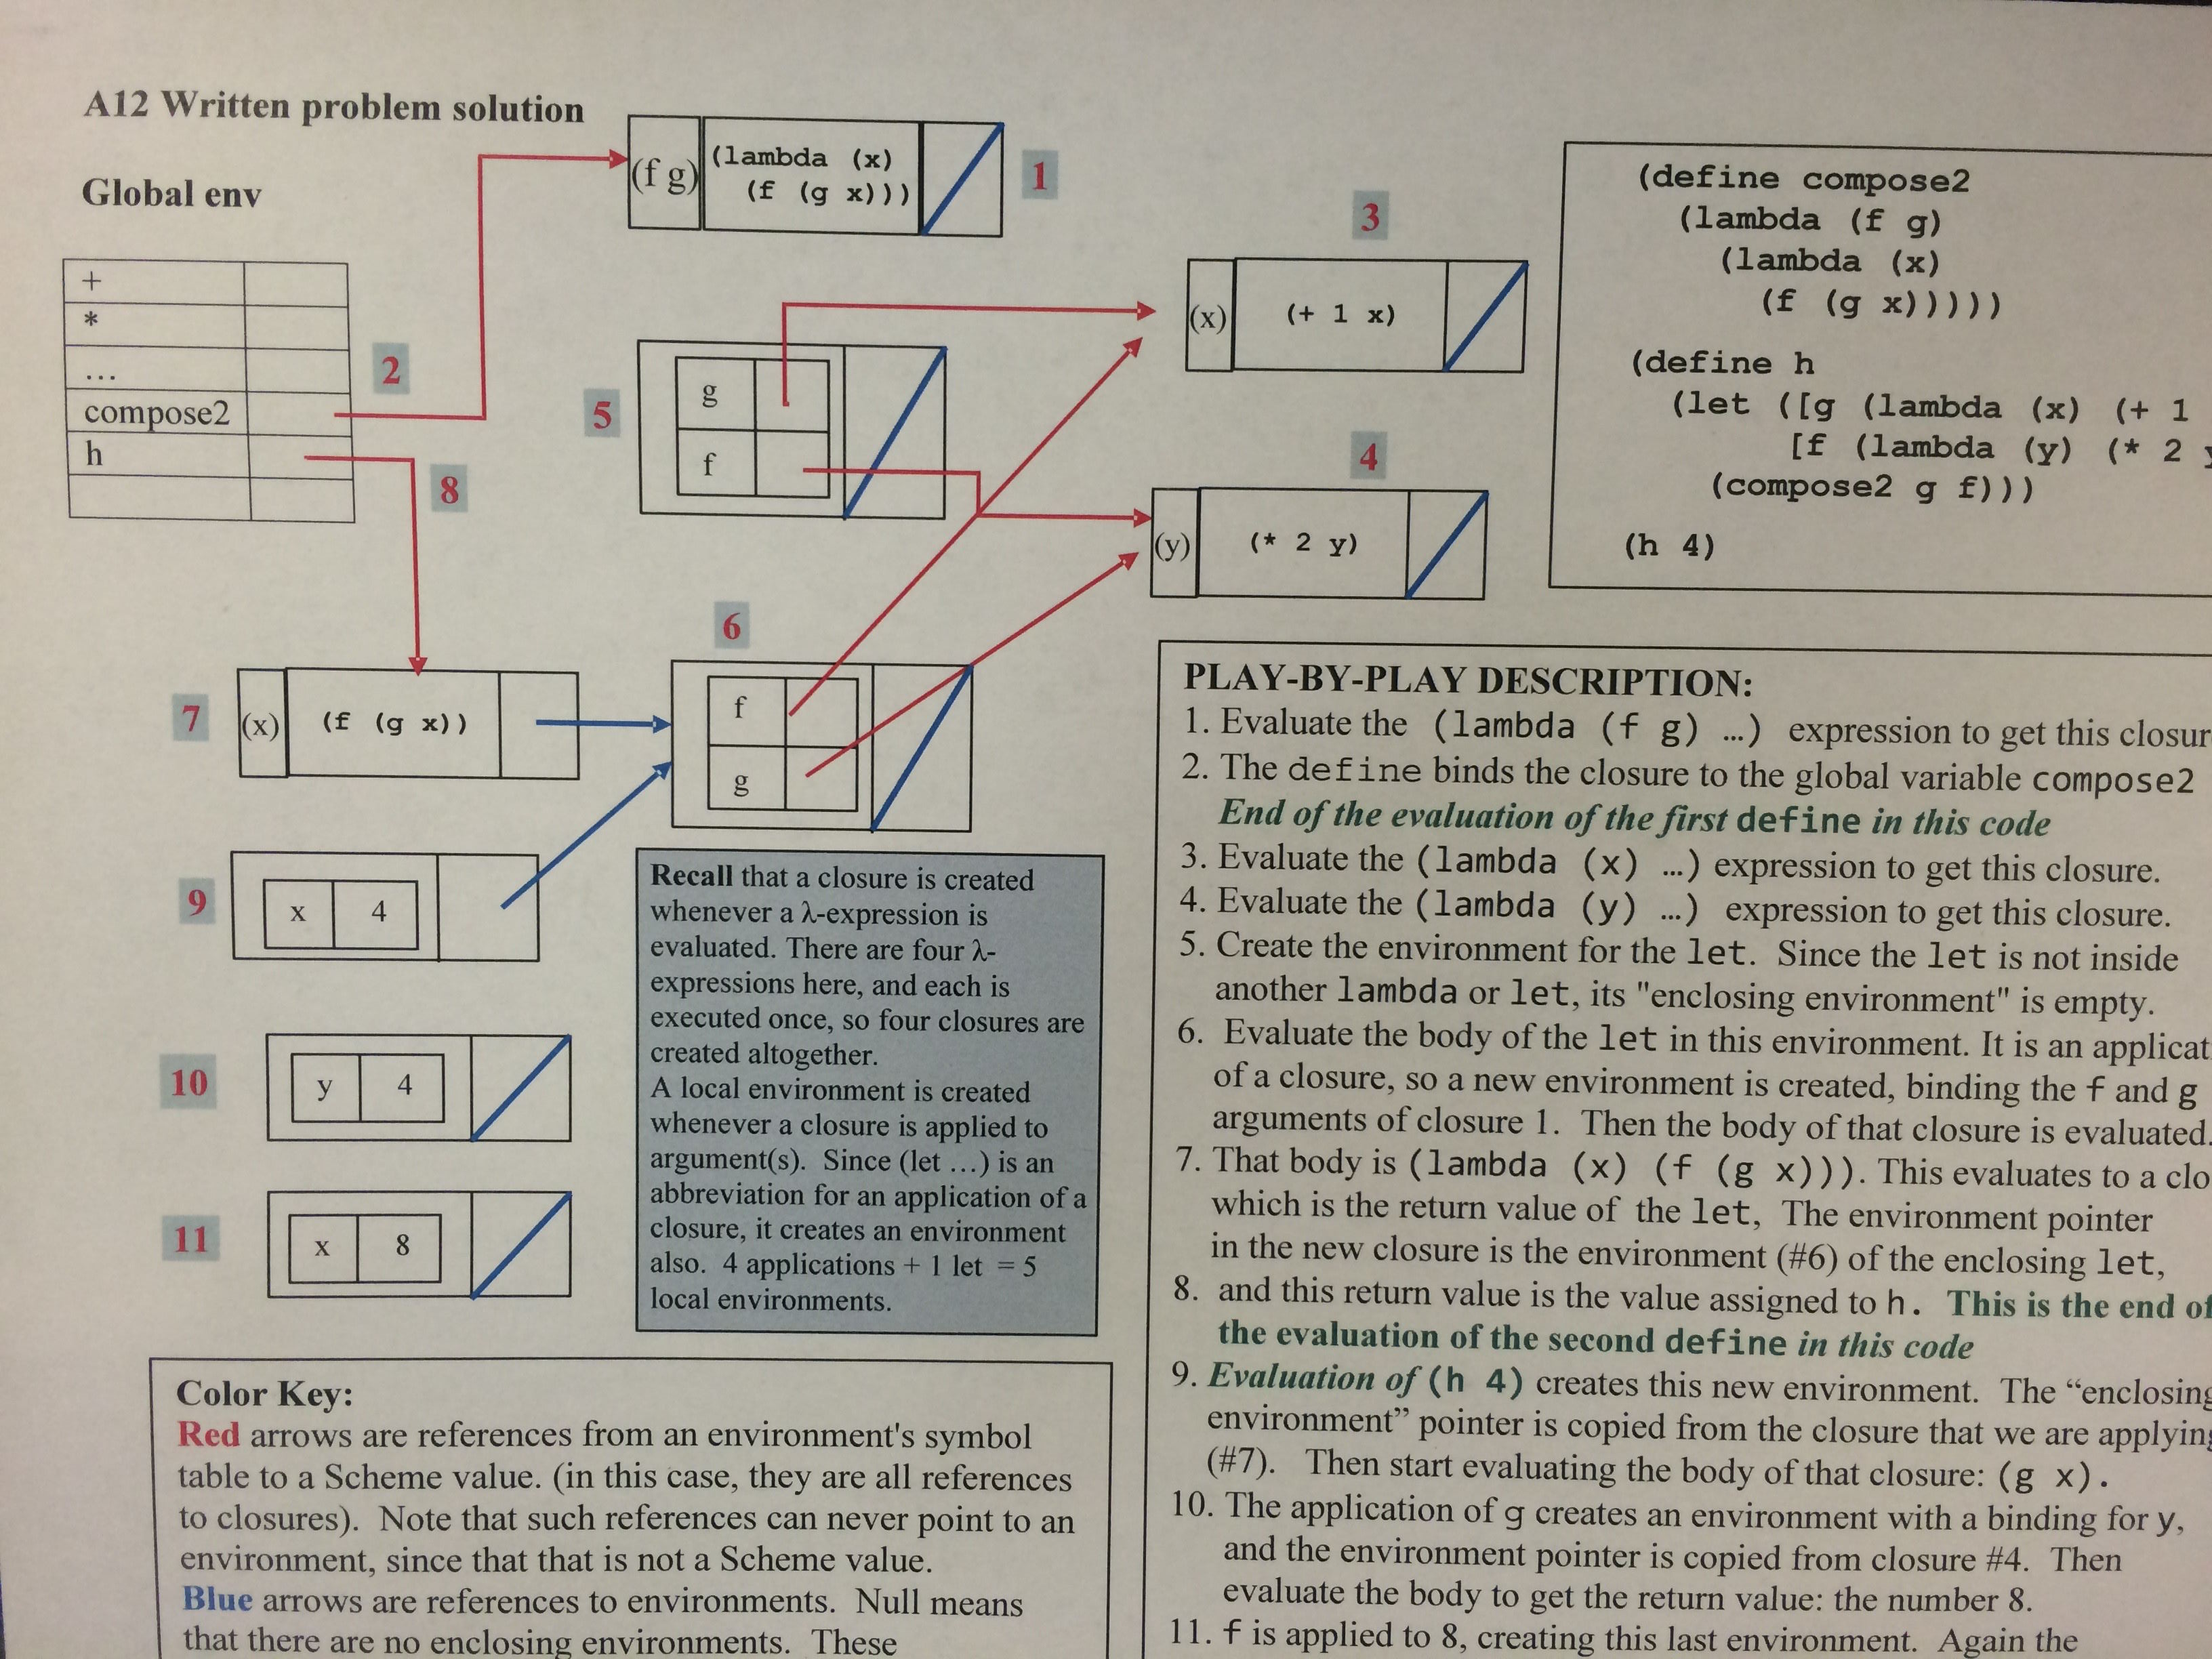 A12 Written problem solution
Global env
+
*
...
compose2
h
2
8
(f g)
(lambda (x)
(f (g x)))
1
3
(x)
(+ 1 x)
5
g
f
4
(y)
(* 2 y)
(define compose2
(lambda (f g)
(lambda (x)
(f (g x)))))
(define h
(let ([g (lambda (x) (+ 1
[f (lambda (y) (* 2
(compose2 g f)))
(h 4)
6
f
g
7
(x)
(f (g x))
9
x 4
10
y 4
11
x 8
Recall that a closure is created
whenever a λ-expression is
evaluated. There are four λ-
expressions here, and each is
executed once, so four closures are
created altogether.
A local environment is created
whenever a closure is applied to
argument(s). Since (let ...) is an
abbreviation for an application of a
closure, it creates an environment
also. 4 applications + 1 let = 5
local environments.
Color Key:
Red arrows are references from an environment's symbol
table to a Scheme value. (in this case, they are all references
to closures). Note that such references can never point to an
environment, since that that is not a Scheme value.
Blue arrows are references to environments. Null means
that there are no enclosing environments. These
PLAY-BY-PLAY DESCRIPTION:
1. Evaluate the (lambda (f g) ...) expression to get this
2. The define binds the closure to the global variable compose2
End of the evaluation of the first define in this code
3. Evaluate the (lambda (x) ...) expression to get this closure.
4. Evaluate the (lambda (y) ...) expression to get this closure.
5. Create the environment for the let. Since the let is not inside
another lambda or let, its "enclosing environment" is empty.
6. Evaluate the body of the let in this environment. It is an
of a closure, so a new environment is created, binding the f and g
arguments of closure 1. Then the body of that closure is evaluated.
7. That body is (lambda (x) (f (g x))). This evaluates to a
which is the return value of the let, The environment pointer
in the new closure is the environment (#6) of the enclosing let,
8. and this return value is the value assigned to h. This is the end of
the evaluation of the second define in this code
9. Evaluation of (h 4) creates this new environment. The “enclosing
environment” pointer is copied from the closure that we are applying
(#7). Then start evaluating the body of that closure: (g x).
10. The application of g creates an environment with a binding for y,
and the environment pointer is copied from closure #4. Then
evaluate the body to get the return value: the number 8.
11. f is applied to 8, creating this last environment. Again the